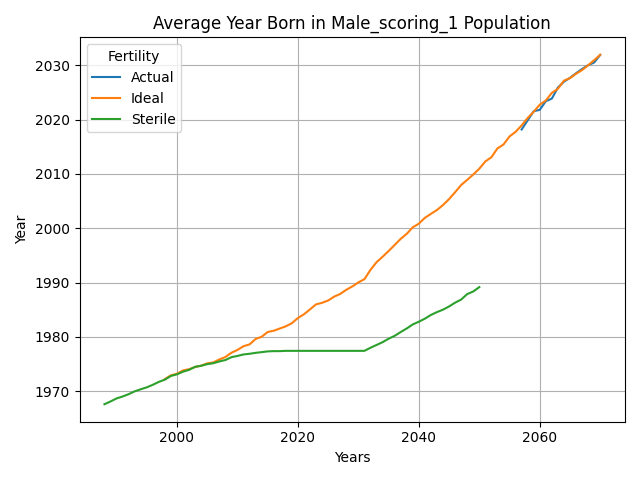 Average Year Born in Male_scoring_1 Population
Fertility
Actual
Ideal
Sterile
Year
2030
2020
2010
2000
1990
1980
1970
2000 2020 2040 2060
Years